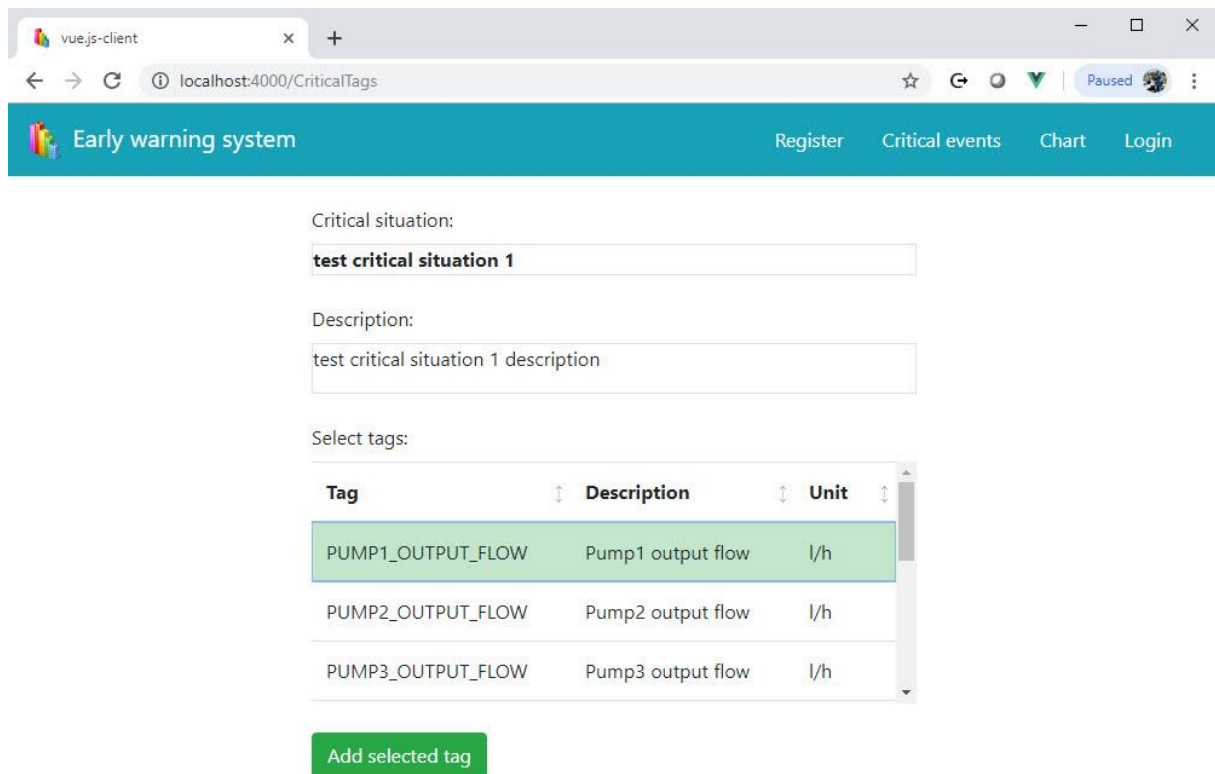 vue.js-client
localhost:4000/CriticalTags
Paused
Early warning system Register Critical events Chart Login
Critical situation:
test critical situation 1
Description:
test critical situation 1 description
Select tags:
Tag Description Unit
PUMP1_OUTPUT_FLOW Pump1 output flow l/h
PUMP2_OUTPUT_FLOW Pump2 output flow l/h
PUMP3_OUTPUT_FLOW Pump3 output flow l/h
Add selected tag